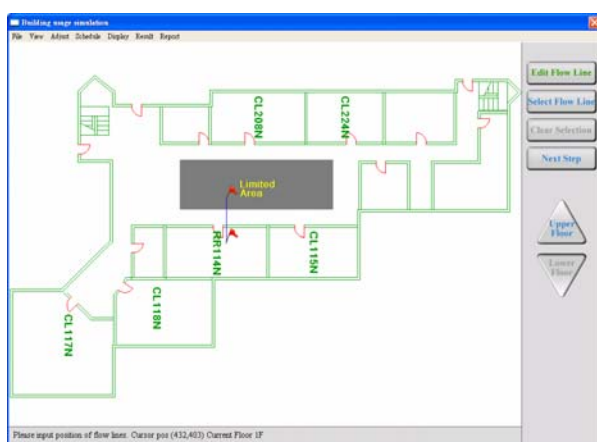 Building usage simulation
File View Adjust Schedule Display Result Report
Edit Flow Line
Select Flow Line
Clear Selection
Next Step
Upper
Floor
Lower
Floor
CL208N
CL224N
Limited
Area
RR114N
CL115N
CL118N
CL117N
Please input position of flow lines. Cursor pos (432,403) Current Floor 1F